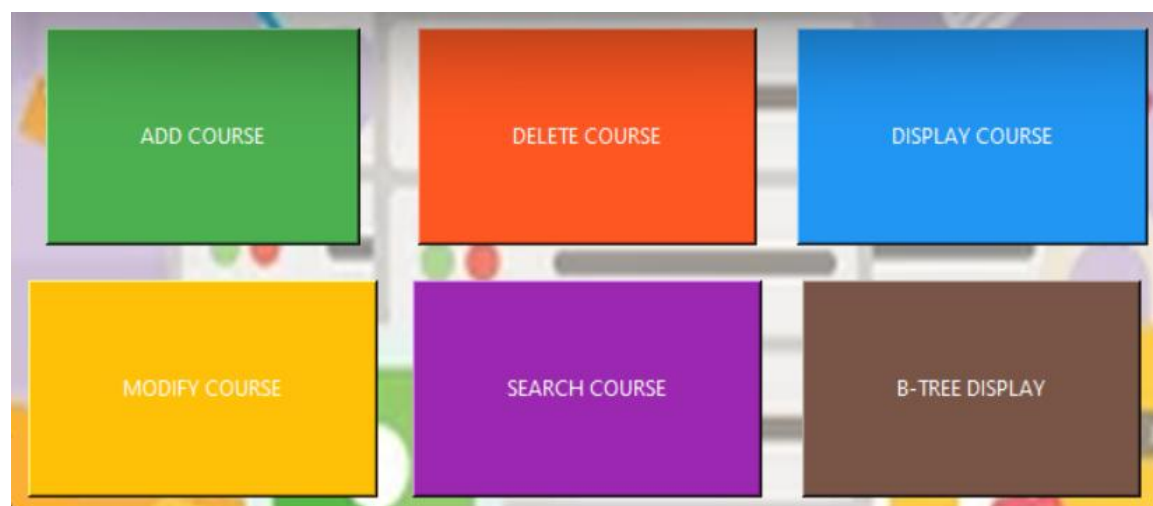 ADD COURSE
DELETE COURSE
DISPLAY COURSE
MODIFY COURSE
SEARCH COURSE
B-TREE DISPLAY